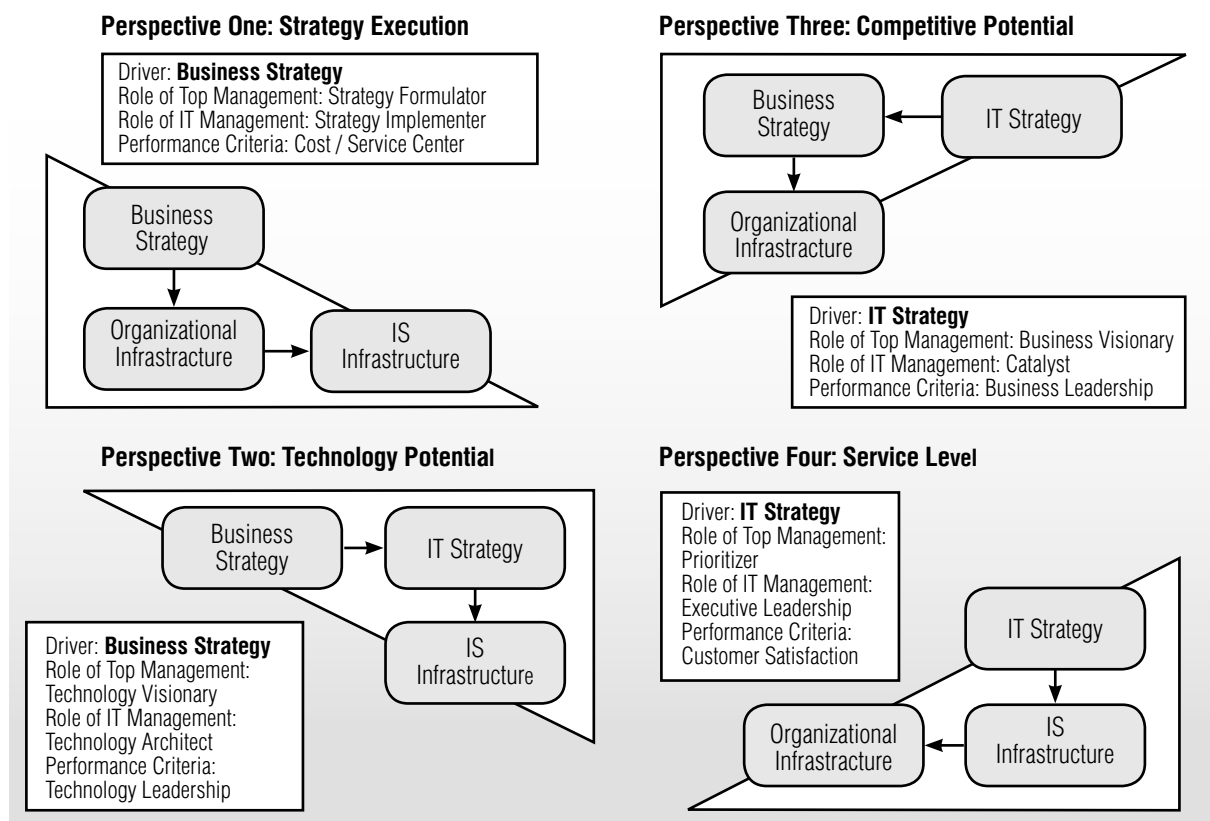 Perspective One: Strategy Execution
Driver: Business Strategy
Role of Top Management: Strategy Formulator
Role of IT Management: Strategy Implementer
Performance Criteria: Cost / Service Center
Business
Strategy
Organizational
Infrastracture
IS
Infrastructure
Perspective Three: Competitive Potential
Business
Strategy
IT Strategy
Organizational
Infrastracture
Driver: IT Strategy
Role of Top Management: Business Visionary
Role of IT Management: Catalyst
Performance Criteria: Business Leadership
Perspective Two: Technology Potential
Business
Strategy
IT Strategy
IS
Infrastructure
Driver: Business Strategy
Role of Top Management:
Technology Visionary
Role of IT Management:
Technology Architect
Performance Criteria:
Technology Leadership
Perspective Four: Service Level
Driver: IT Strategy
Role of Top Management:
Prioritizer
Role of IT Management:
Executive Leadership
Performance Criteria:
Customer Satisfaction
IT Strategy
Organizational
Infrastracture
IS
Infrastructure